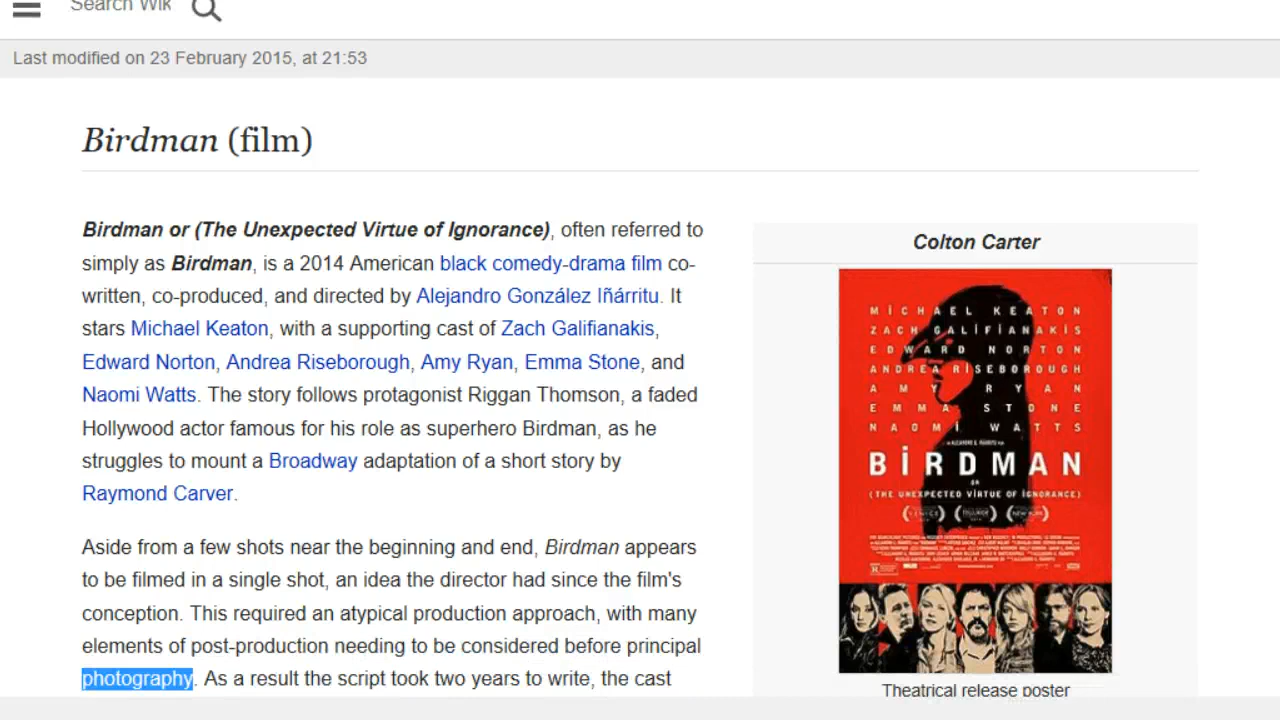 Search Wik
Last modified on 23 February 2015, at 21:53
Birdman (film)
Birdman or (The Unexpected Virtue of Ignorance), often referred to
simply as Birdman, is a 2014 American black comedy-drama film co-
written, co-produced, and directed by Alejandro González Iñárritu. It
stars Michael Keaton, with a supporting cast of Zach Galifianakis,
Edward Norton, Andrea Riseborough, Amy Ryan, Emma Stone, and
Naomi Watts. The story follows protagonist Riggan Thomson, a faded
Hollywood actor famous for his role as superhero Birdman, as he
struggles to mount a Broadway adaptation of a short story by
Raymond Carver.
Aside from a few shots near the beginning and end, Birdman appears
to be filmed in a single shot, an idea the director had since the film's
conception. This required an atypical production approach, with many
elements of post-production needing to be considered before principal
photography. As a result the script took two years to write, the cast
Colton Carter
MiCHAEL KEATON
ZACH GALiFiANAKiS
EDWARD NORTON
ANDREA RiSEBOROUGH
AMY RYAN
EMMA STONE
NAOMi WATTS
BiRDMAN
OR
(THE UNEXPECTED ViRTUE OF iGNORANCE)
Theatrical release poster